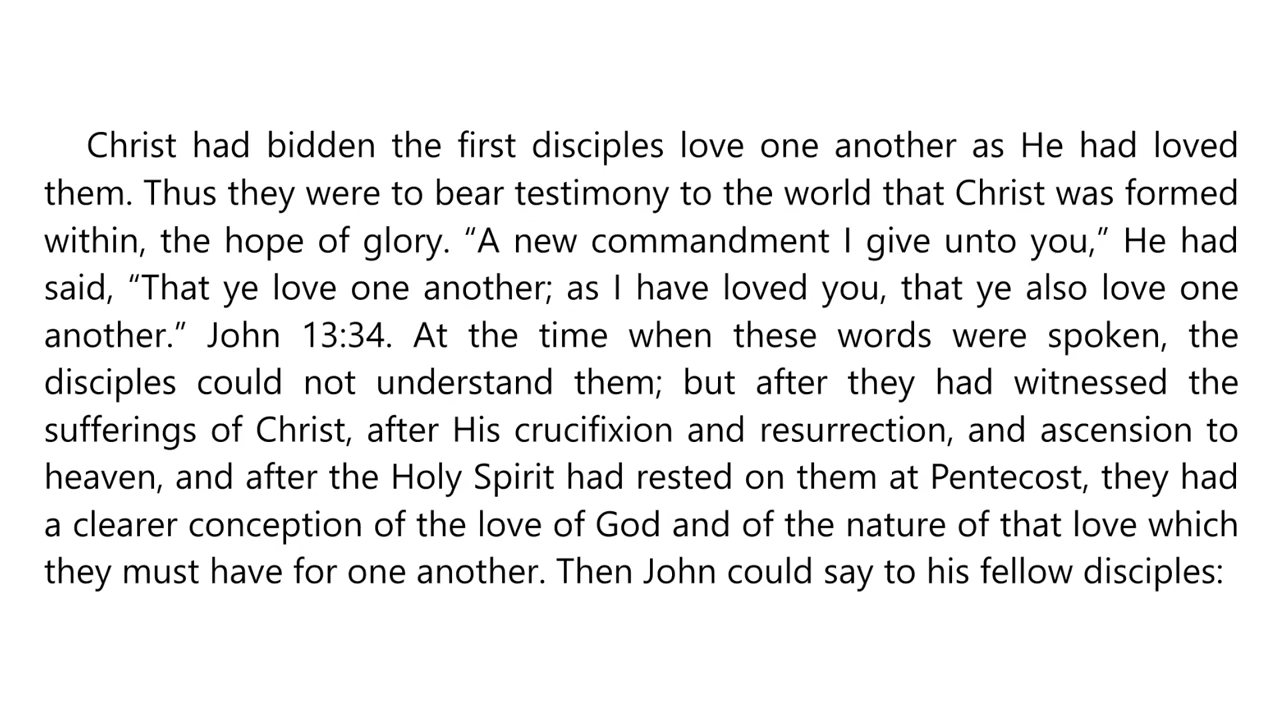 Christ had bidden the first disciples love one another as He had loved
them. Thus they were to bear testimony to the world that Christ was formed
within, the hope of glory. “A new commandment I give unto you,” He had
said, “That ye love one another; as I have loved you, that ye also love one
another.” John 13:34. At the time when these words were spoken, the
disciples could not understand them; but after they had witnessed the
sufferings of Christ, after His crucifixion and resurrection, and ascension to
heaven, and after the Holy Spirit had rested on them at Pentecost, they had
a clearer conception of the love of God and of the nature of that love which
they must have for one another. Then John could say to his fellow disciples: